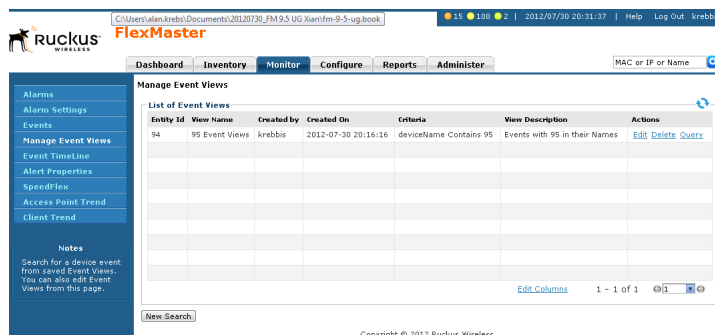 C:\Users\alan.krebs\Documents\20120730_FM 9.5 UG Xian\fm-9-5-ug.book
15 108 2 | 2012/07/30 20:31:37 | Help Log Out
Ruckus
WIRELESS
FlexMaster
Dashboard Inventory Monitor Configure Reports Administer
MAC or IP or Name
Alarms
Alarm Settings
Events
Manage Event Views
Event TimeLine
Alert Properties
SpeedFlex
Access Point Trend
Client Trend
Notes
Search for a device event
from saved Event Views.
You can also edit Event
Views from this page.
Manage Event Views
List of Event Views
Entity Id View Name Created by Created On Criteria View Description Actions
94 95 Event Views krebbis 2012-07-30 20:16:16 deviceName Contains 95 Events with 95 in their Names Edit Delete Query
Edit Columns 1 - 1 of 1 1
New Search
Copyright © 2012 Ruckus Wireless